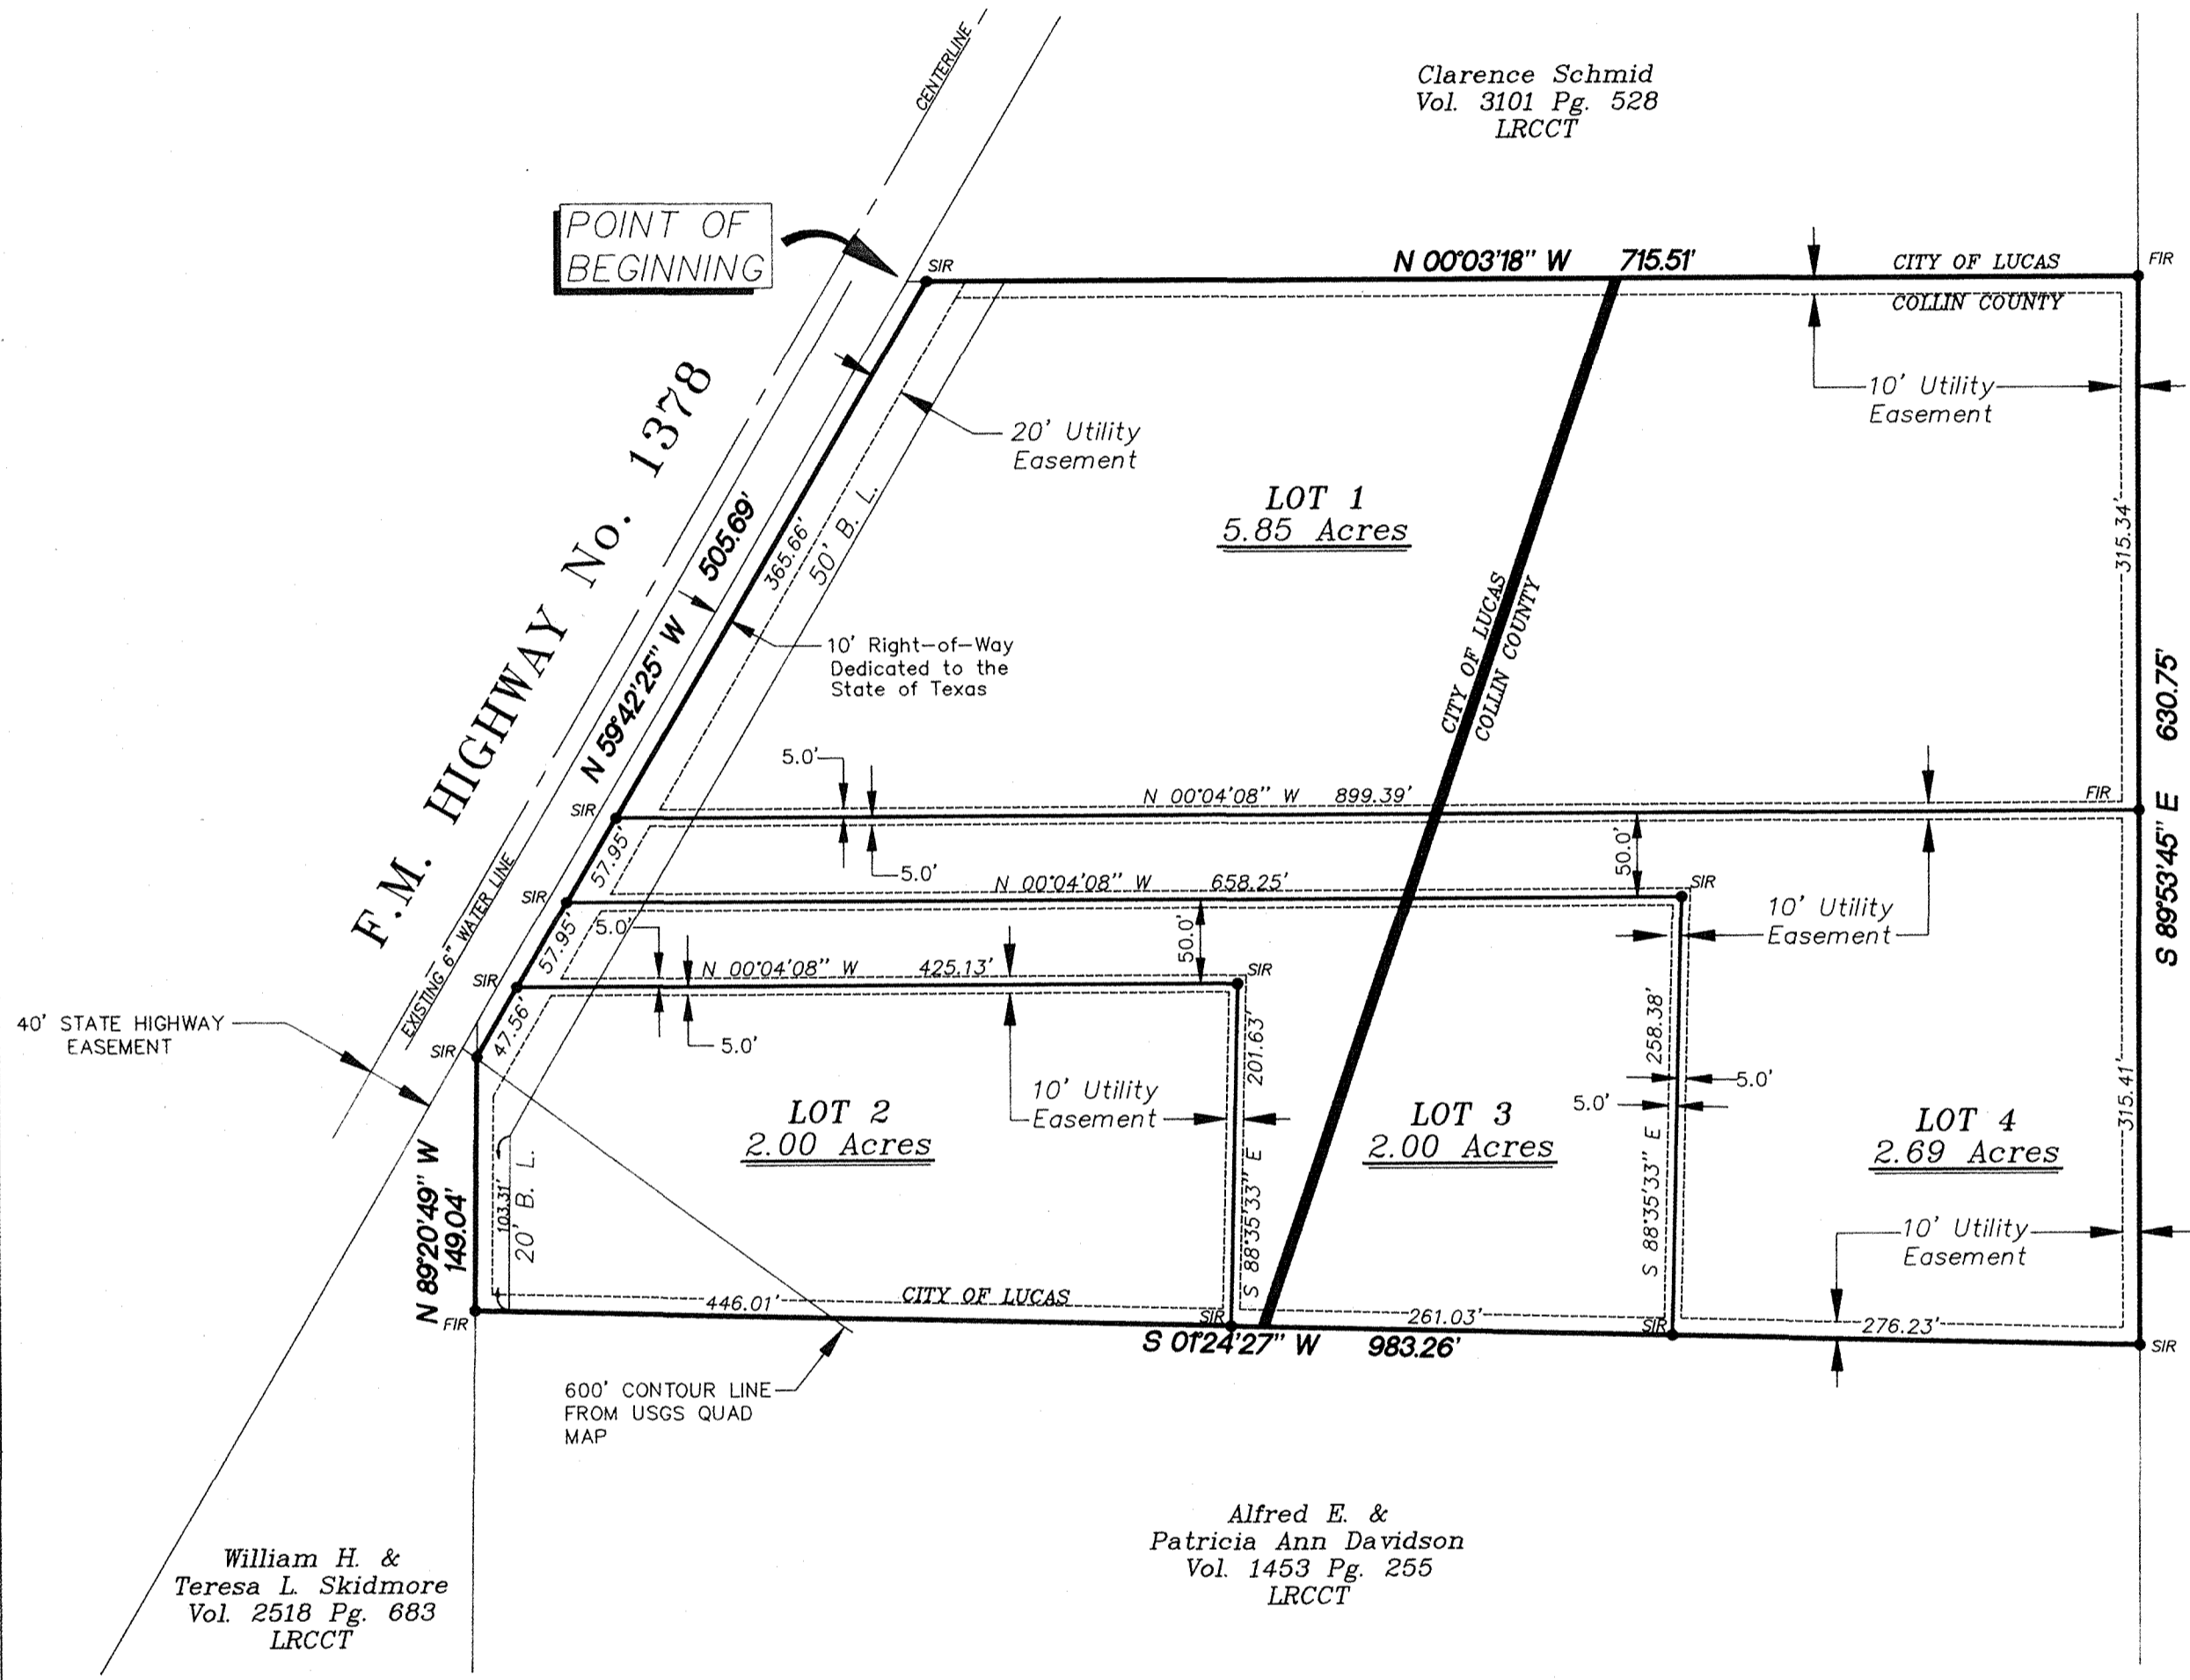 CENTERLINE
Clarence Schmid
Vol. 3101 Pg. 528
LRCCT
POINT OF
BEGINNING
SIR
N 00°03'18" W 715.51'
CITY OF LUCAS
COLLIN COUNTY
FIR
10' Utility
Easement
20' Utility
Easement
F.M. HIGHWAY No. 1378
N 59°42'25" W 505.69'
365.66'
50' B. L.
LOT 1
5.85 Acres
315.34'
CITY OF LUCAS
COLLIN COUNTY
10' Right-of-Way
Dedicated to the
State of Texas
S 89°53'45" E 630.75'
5.0'
N 00°04'08" W 899.39'
FIR
SIR
57.95'
5.0'
50.0'
N 00°04'08" W 658.25'
SIR
SIR
EXISTING 6" WATER LINE
57.95'
5.0'
50.0'
10' Utility
Easement
N 00°04'08" W 425.13'
SIR
SIR
40' STATE HIGHWAY
EASEMENT
SIR
47.56'
5.0'
201.63'
258.38'
5.0'
5.0'
10' Utility
Easement
LOT 2
2.00 Acres
LOT 3
2.00 Acres
LOT 4
2.69 Acres
315.41'
N 89°20'49" W
149.04'
103.31'
20' B. L.
S 88°35'33" E
S 88°35'33" E
10' Utility
Easement
446.01'
CITY OF LUCAS
FIR
SIR
261.03'
SIR
276.23'
SIR
S 01°24'27" W 983.26'
600' CONTOUR LINE
FROM USGS QUAD
MAP
William H. &
Teresa L. Skidmore
Vol. 2518 Pg. 683
LRCCT
Alfred E. &
Patricia Ann Davidson
Vol. 1453 Pg. 255
LRCCT